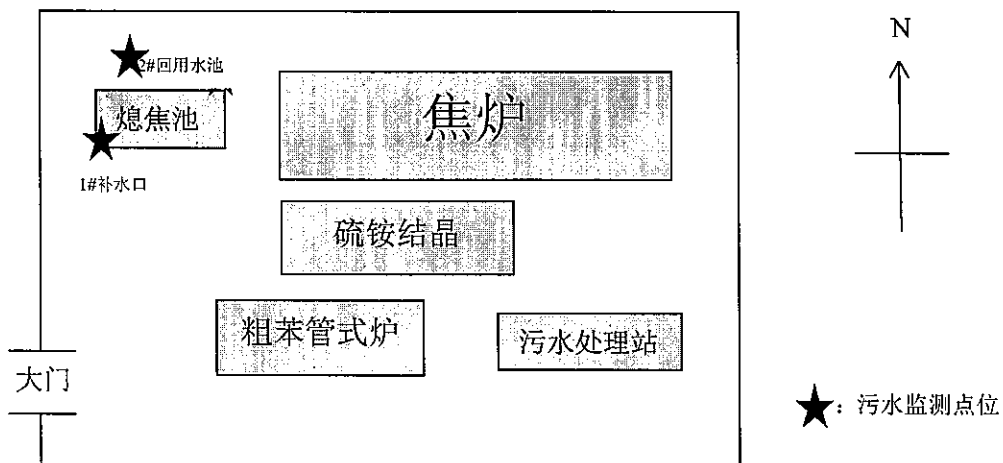 N
2#回用水池
熄焦池
焦炉
1#补水口
硫铵结晶
粗苯管式炉
污水处理站
大门
：污水监测点位